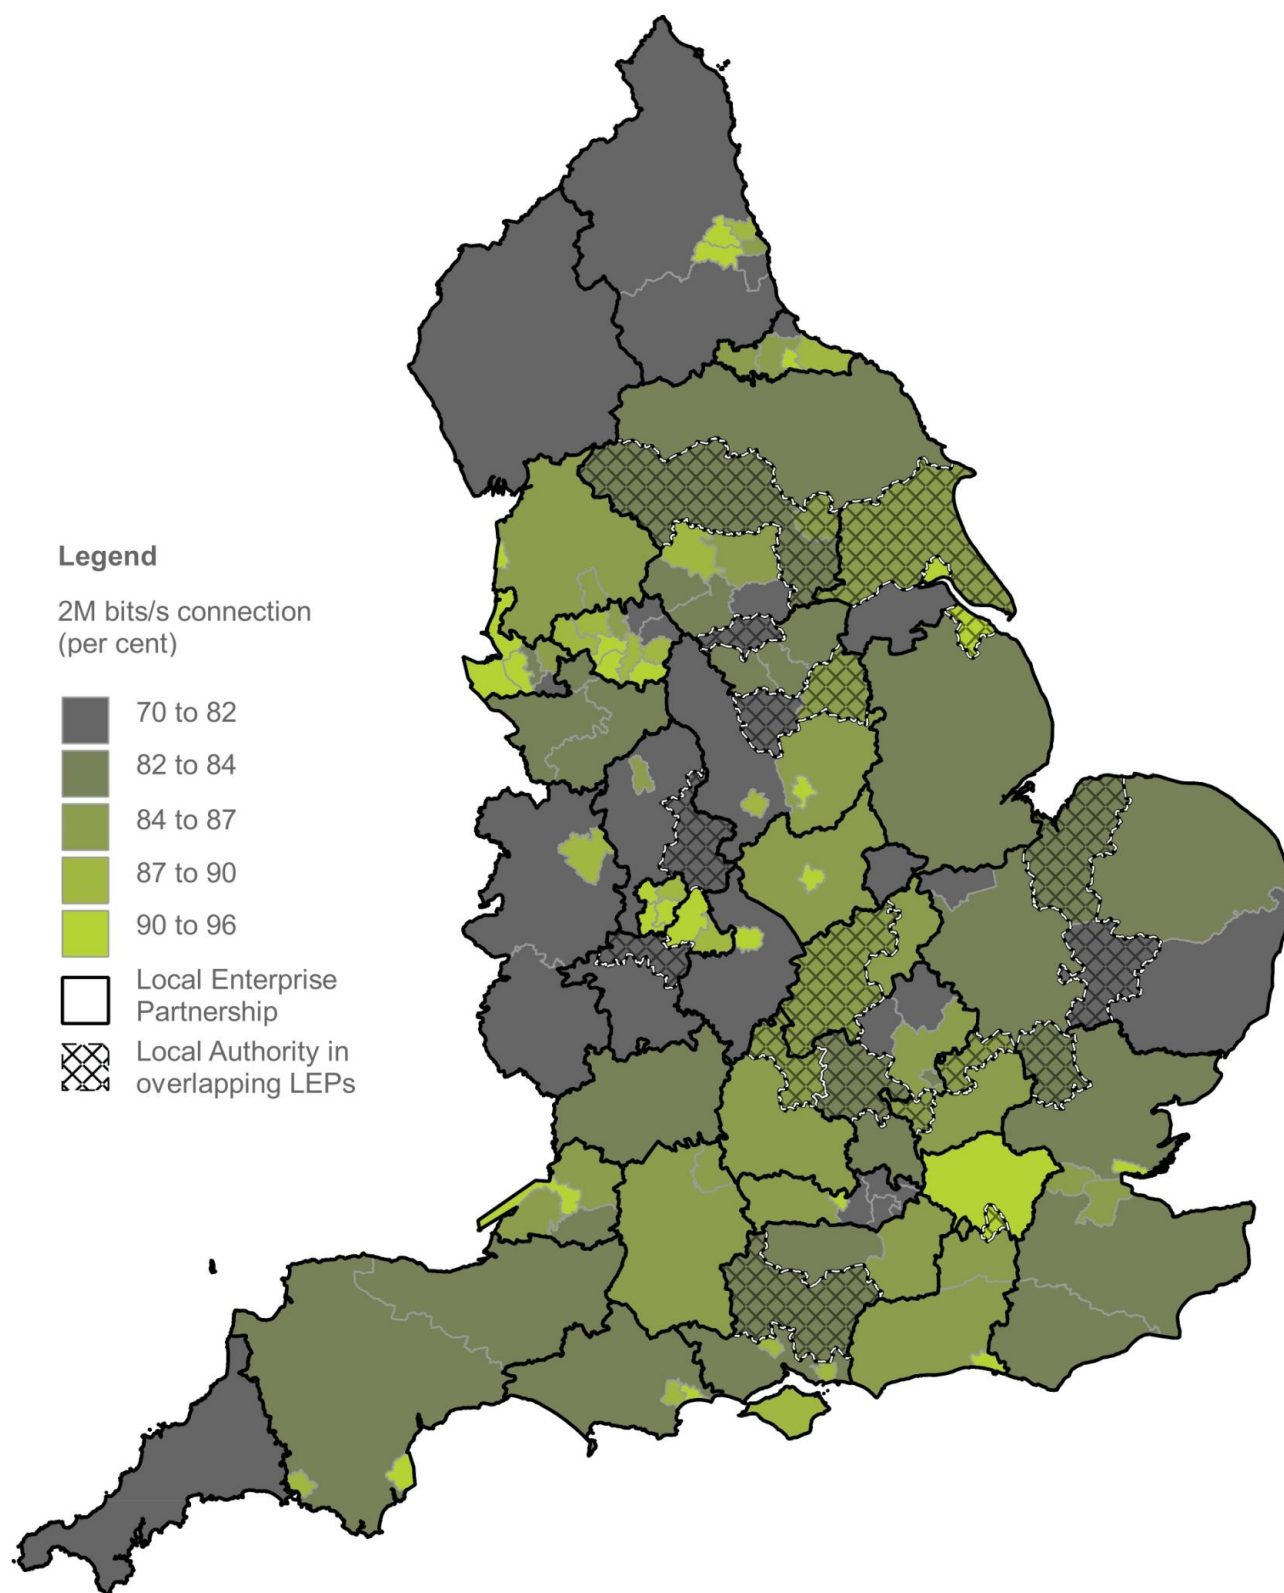 Legend
2M bits/s connection
(per cent)
70 to 82
82 to 84
84 to 87
87 to 90
90 to 96
Local Enterprise
Partnership
Local Authority in
overlapping LEPs